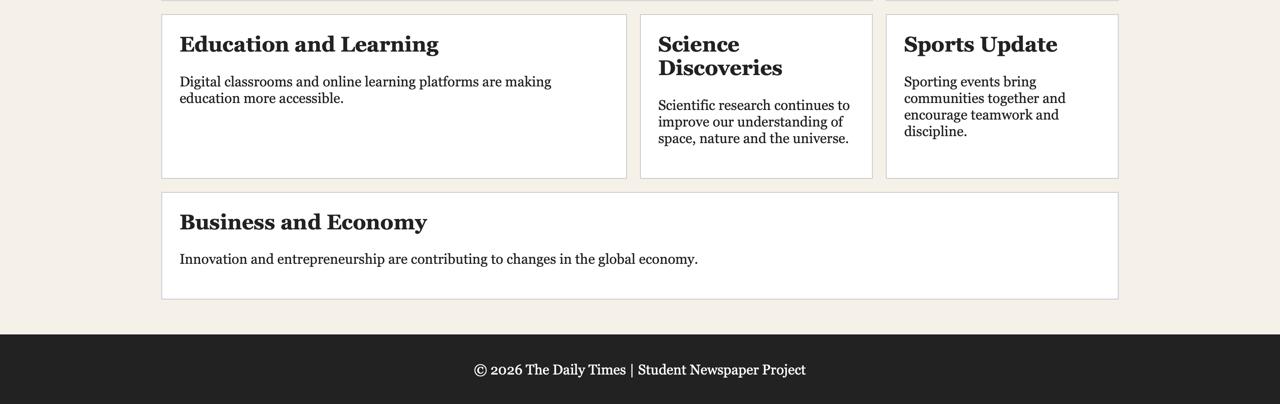 Education and Learning
Digital classrooms and online learning platforms are making
education more accessible.
Science
Discoveries
Scientific research continues to
improve our understanding of
space, nature and the universe.
Sports Update
Sporting events bring
communities together and
encourage teamwork and
discipline.
Business and Economy
Innovation and entrepreneurship are contributing to changes in the global economy.
© 2026 The Daily Times | Student Newspaper Project